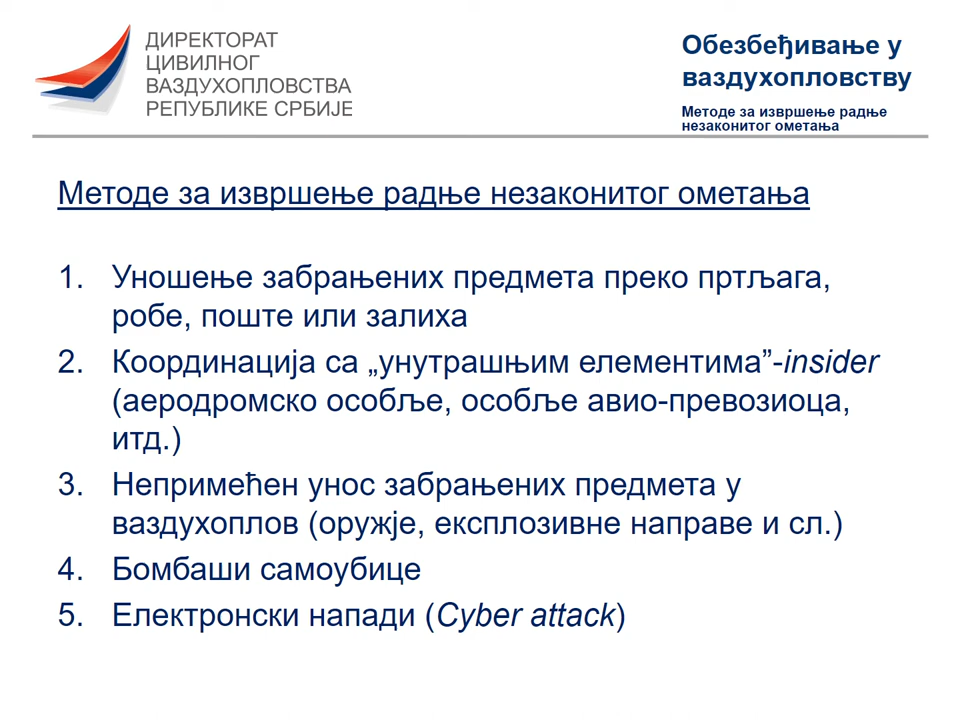 ДИРЕКТОРАТ
ЦИВИЛНОГ
ВАЗДУХОПЛОВСТВА
РЕПУБЛИКЕ СРБИЈЕ
Обезбеђивање у
ваздухопловству
Методе за извршење радње
незаконитог ометања
Методе за извршење радње незаконитог ометања
1. Уношење забрањених предмета преко пртљага,
робе, поште или залиха
2. Координација са „унутрашњим елементима”-insider
(аеродромско особље, особље авио-превозиоца,
итд.)
3. Непримећен унос забрањених предмета у
ваздухоплов (оружје, експлозивне направе и сл.)
4. Бомбаши самоубице
5. Електронски напади (Cyber attack)